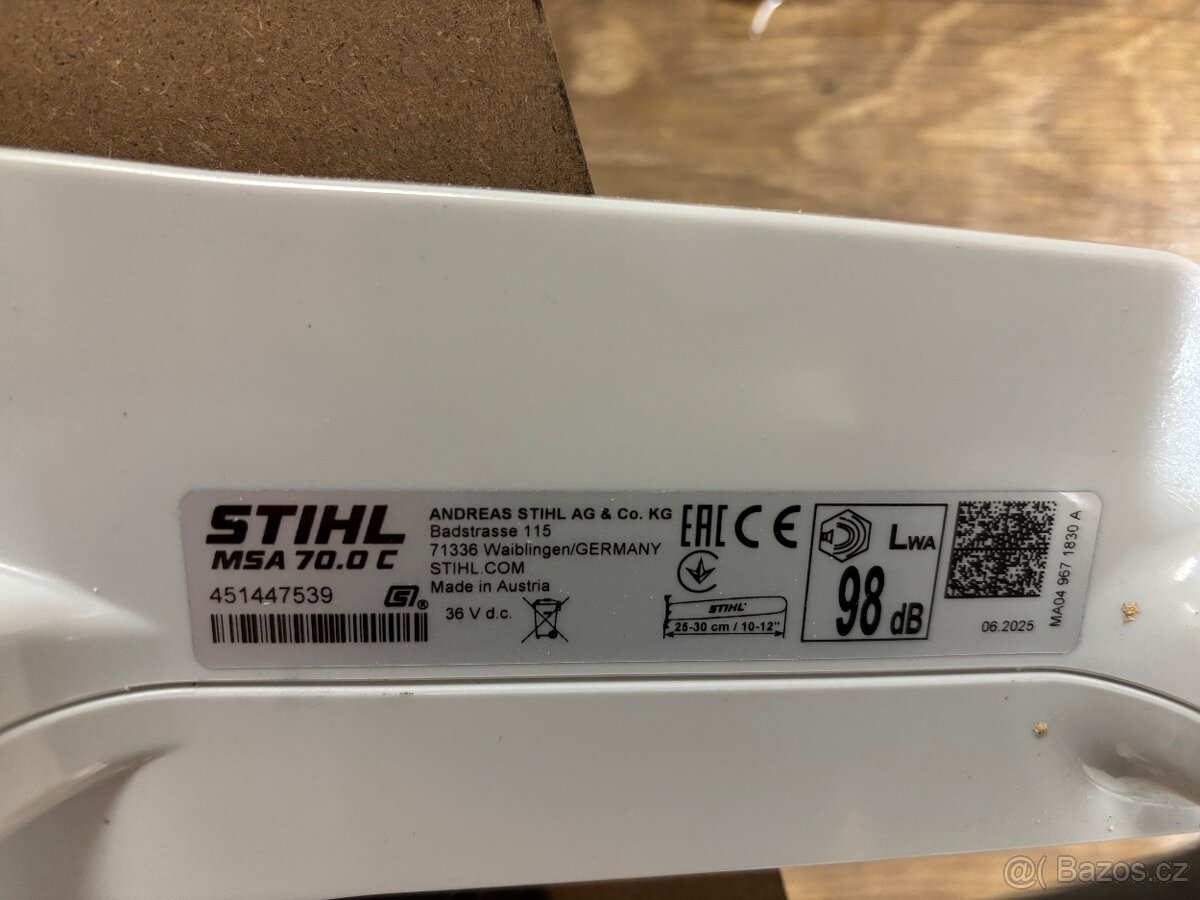 STIHL
MSA 70.0 C
451447539
ANDREAS STIHL AG & Co. KG
Badstrasse 115
71336 Waiblingen/GERMANY
STIHL.COM
Made in Austria
36 V d.c.
EAC CE
STIHL
25-30 cm / 10-12"
LWA
98 dB
06.2025
MA04 967 1830 A
@( Bazos.cz